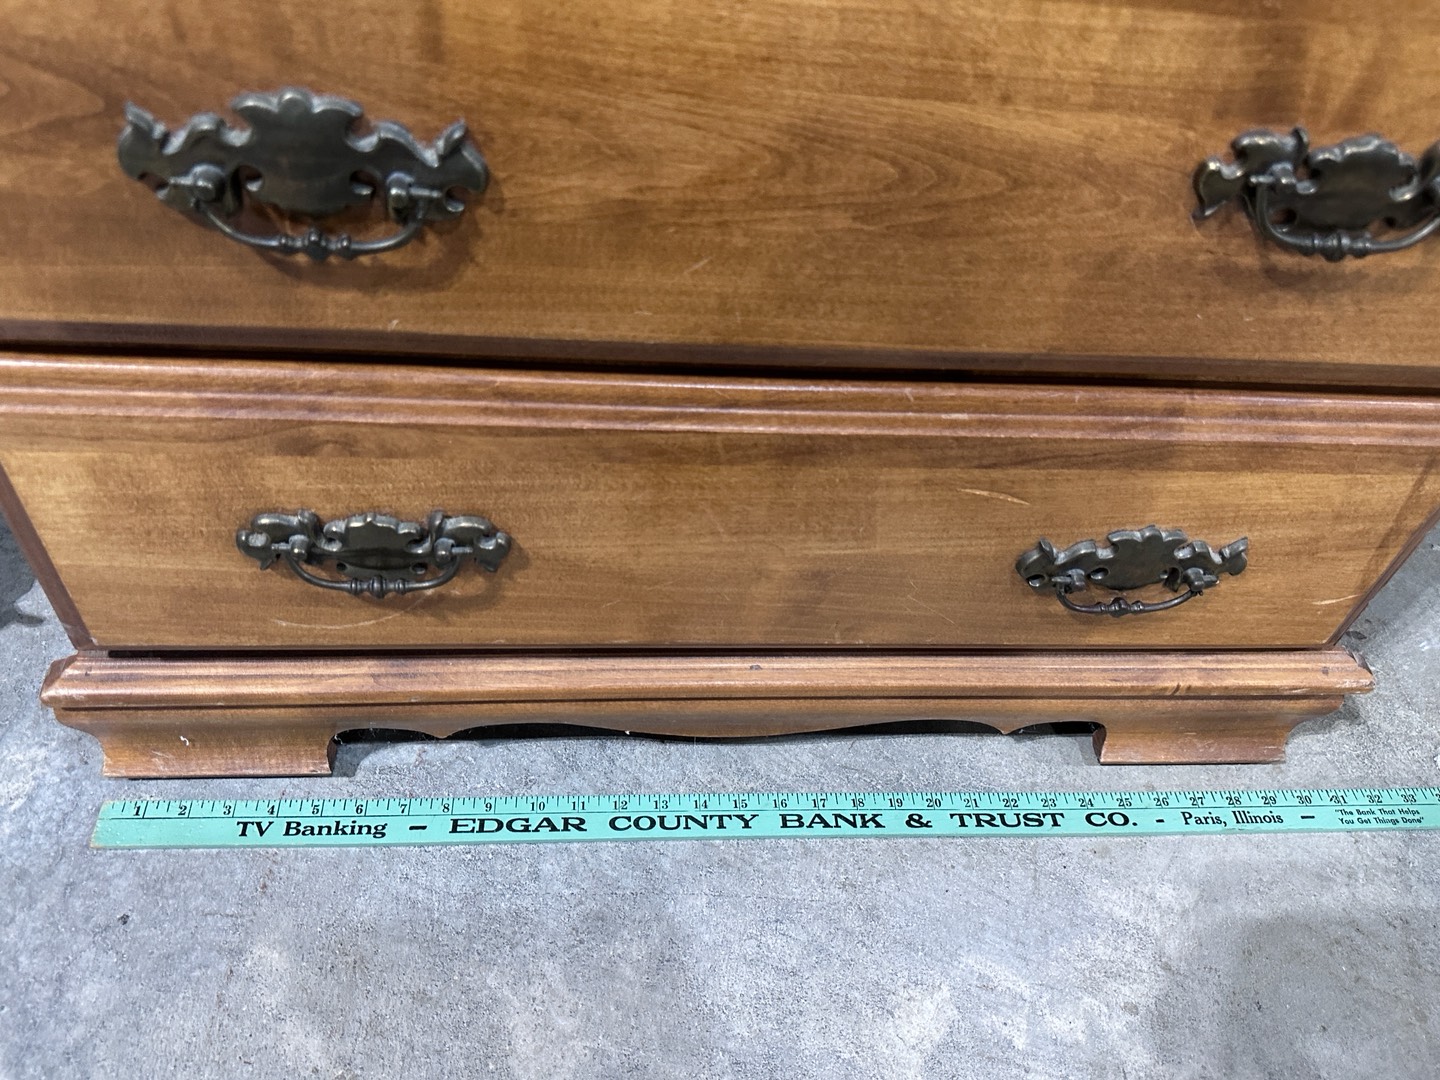 1 2 3 4 5 6 7 8 9 10 11 12 13 14 15 16 17 18 19 20 21 22 23 24 25 26 27 28 29 30 31 32 33
TV Banking – EDGAR COUNTY BANK & TRUST CO. - Paris, Illinois –
"The Bank That Helps
You Get Things Done"